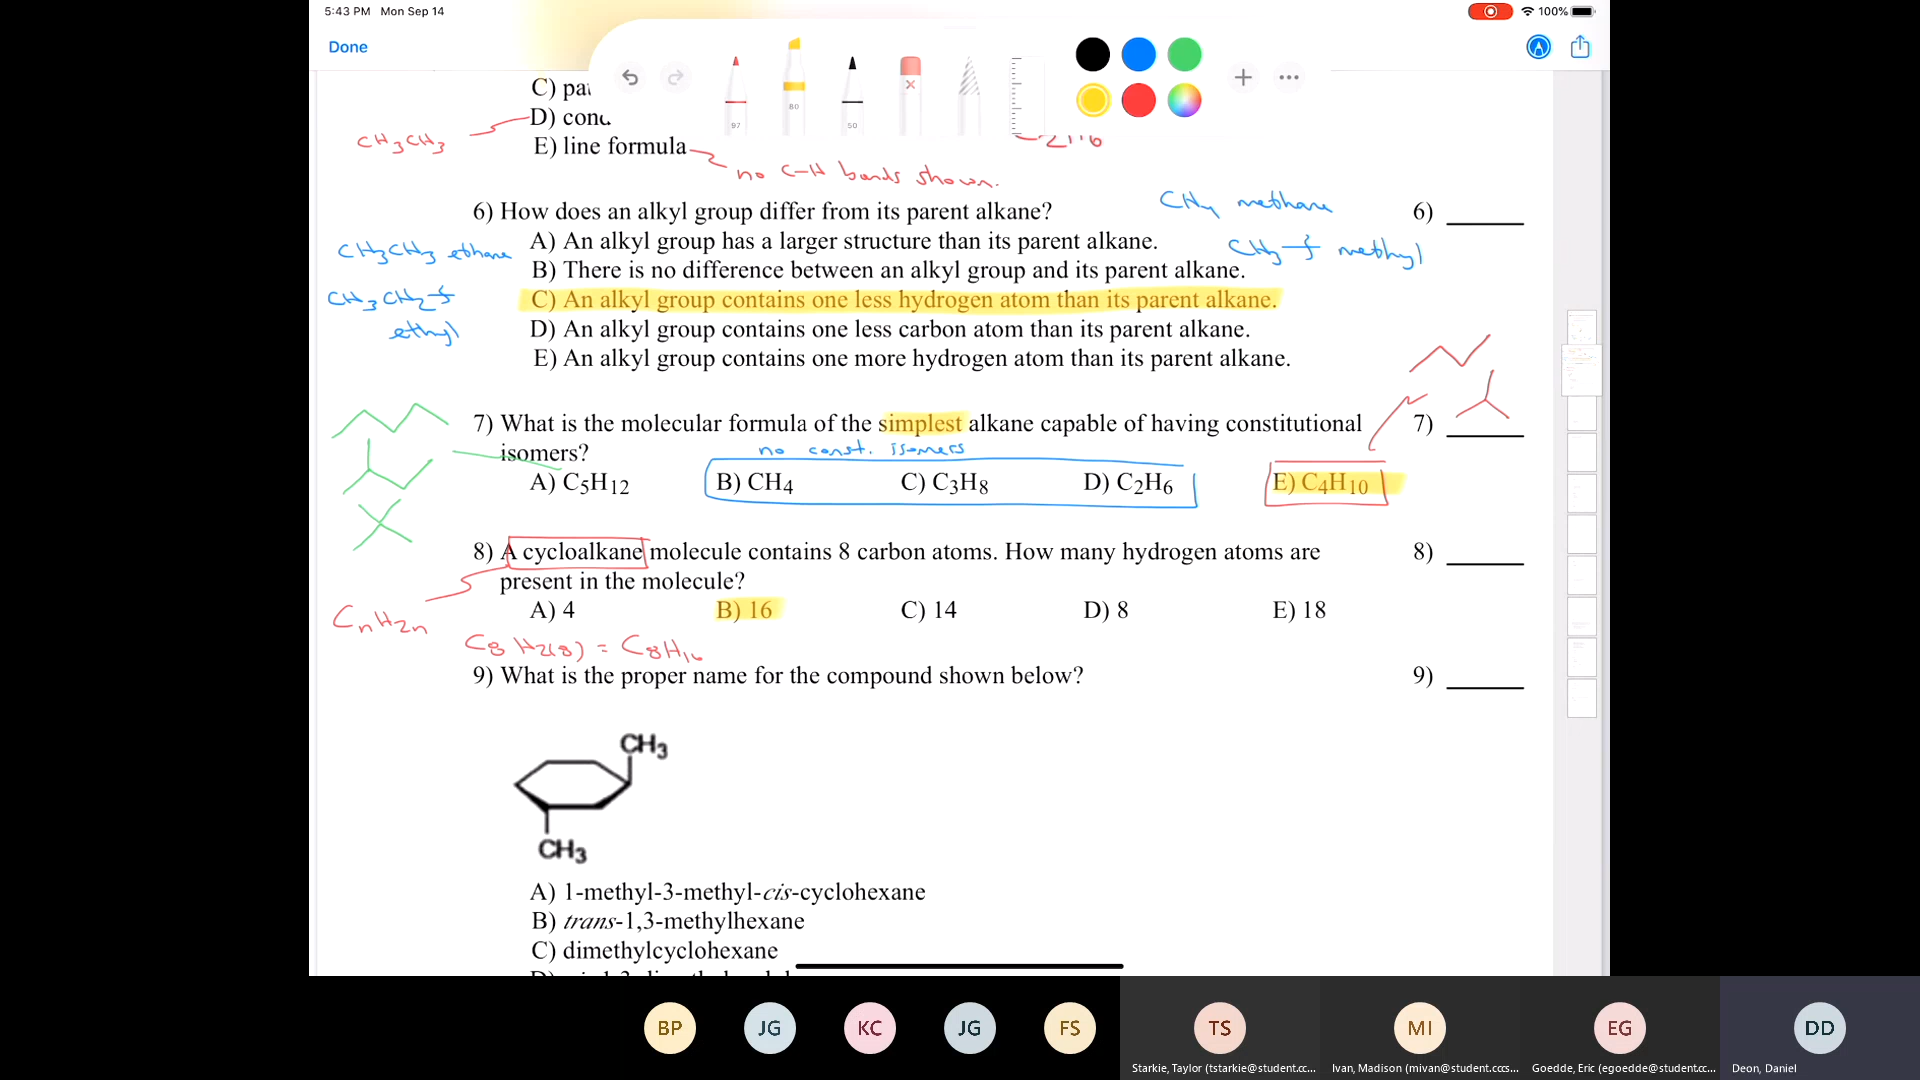 5:43 PM Mon Sep 14
100%
Done
97
80
50
C)
D)
CH3CH3
E) line formula
no C-H bonds shown.
6) How does an alkyl group differ from its parent alkane?
6)
CH4 methane
A) An alkyl group has a larger structure than its parent alkane.
CH3 methyl
CH3CH3 ethane
B) There is no difference between an alkyl group and its parent alkane.
CH3CH2
C) An alkyl group contains one less hydrogen atom than its parent alkane.
ethyl
D) An alkyl group contains one less carbon atom than its parent alkane.
E) An alkyl group contains one more hydrogen atom than its parent alkane.
7) What is the molecular formula of the simplest alkane capable of having constitutional
7)
isomers?
no const. isomers
A) C5H12 B) CH4 C) C3H8 D) C2H6 E) C4H10
8) A cycloalkane molecule contains 8 carbon atoms. How many hydrogen atoms are
8)
present in the molecule?
A) 4 B) 16 C) 14 D) 8 E) 18
CnH2n
C8 H2(8) = C8H16
9) What is the proper name for the compound shown below?
9)
CH3
CH3
A) 1-methyl-3-methyl-cis-cyclohexane
B) trans-1,3-methylhexane
C) dimethylcyclohexane
BP JG KC JG FS TS MI EG DD
Starkie, Taylor (tstarkie@student.cc... Ivan, Madison (mivan@student.cccs... Goedde, Eric (egoedde@student.cc... Deon, Daniel